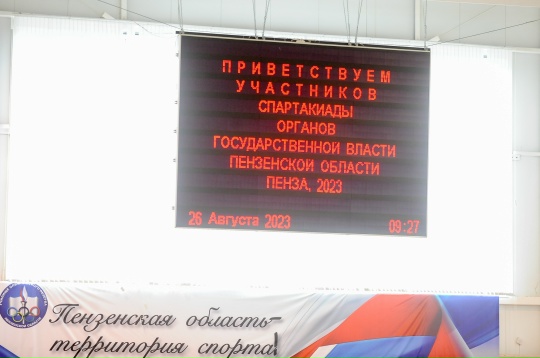 ПРИВЕТСТВУЕМ
УЧАСТНИКОВ
СПАРТАКИАДЫ
ОРГАНОВ
ГОСУДАРСТВЕННОЙ ВЛАСТИ
ПЕНЗЕНСКОЙ ОБЛАСТИ
ПЕНЗА, 2023
26 Августа 2023 09:27
Пензенская область-
территория спорта!